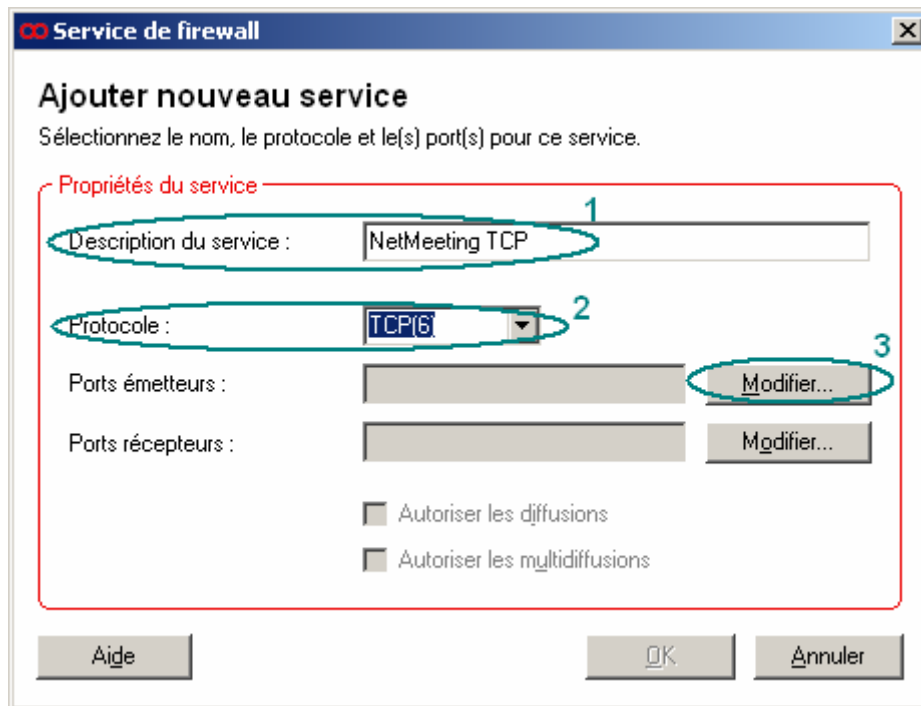 Service de firewall
Ajouter nouveau service
Sélectionnez le nom, le protocole et le(s) port(s) pour ce service.
Propriétés du service
1
Description du service : NetMeeting TCP
Protocole : TCP(6) 2
3
Ports émetteurs : Modifier...
Ports récepteurs : Modifier...
Autoriser les diffusions
Autoriser les multidiffusions
Aide OK Annuler